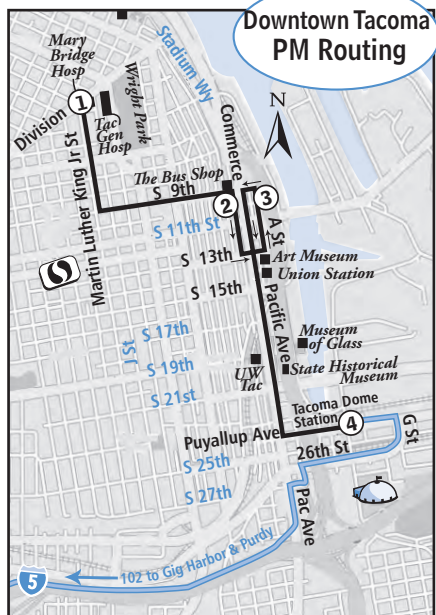 Downtown Tacoma
PM Routing
Mary
Bridge
Hosp
Stadium Wy
Wright Park
N
Division
1
Tac
Gen
Hosp
Commerce
The Bus Shop
S 9th
2
3
Martin Luther King Jr St
S 11th St
A St
S 13th
Art Museum
Union Station
S
S 15th
Pacific Ave
S 17th
Museum
of Glass
J St
S 19th
UW
Tac
State Historical
Museum
S 21st
Tacoma Dome
Station
4
Puyallup Ave
G St
26th St
S 25th
S 27th
Pac Ave
102 to Gig Harbor & Purdy
5